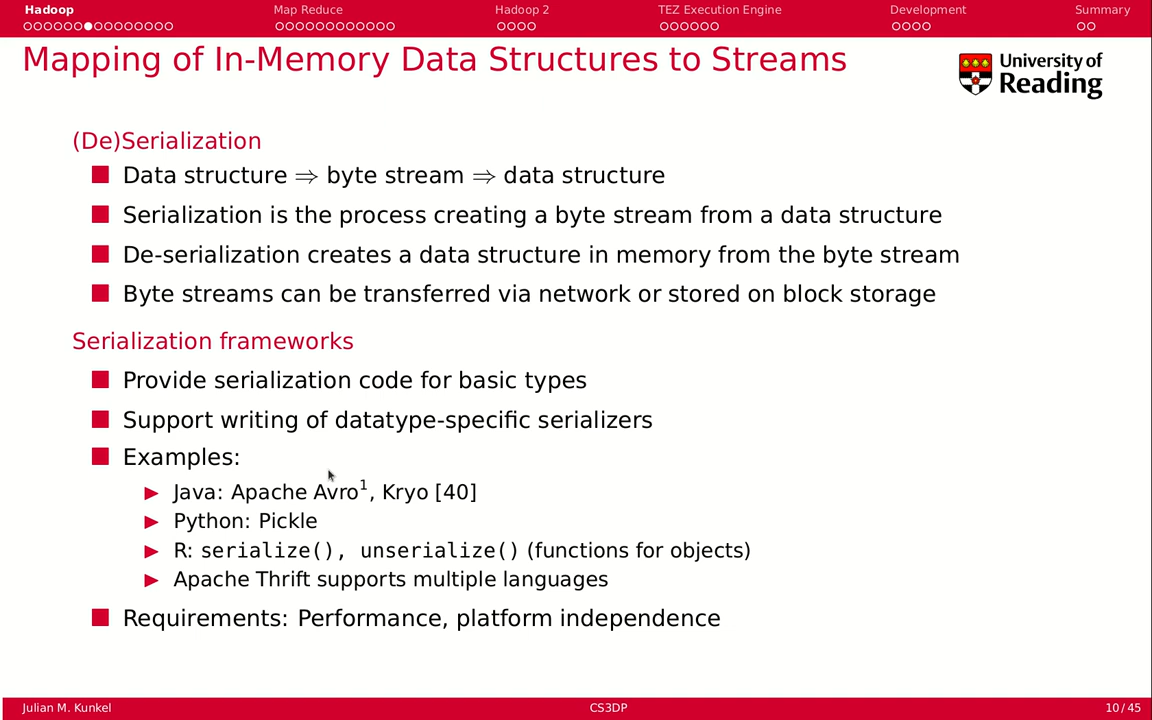 Hadoop Map Reduce Hadoop 2 TEZ Execution Engine Development Summary
Mapping of In-Memory Data Structures to Streams
University of
Reading
(De)Serialization
Data structure ⇒ byte stream ⇒ data structure
Serialization is the process creating a byte stream from a data structure
De-serialization creates a data structure in memory from the byte stream
Byte streams can be transferred via network or stored on block storage
Serialization frameworks
Provide serialization code for basic types
Support writing of datatype-specific serializers
Examples:
Java: Apache Avro¹, Kryo [40]
Python: Pickle
R: serialize(), unserialize() (functions for objects)
Apache Thrift supports multiple languages
Requirements: Performance, platform independence
Julian M. Kunkel CS3DP 10/45